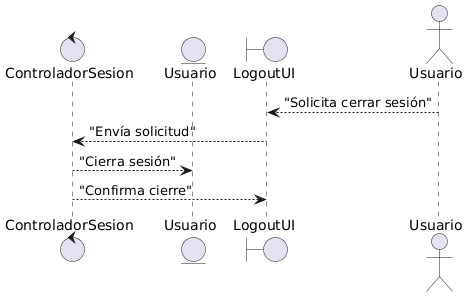 ControladorSesion Usuario LogoutUI Usuario
"Solicita cerrar sesión"
"Envía solicitud"
"Cierra sesión"
"Confirma cierre"
ControladorSesion Usuario LogoutUI Usuario